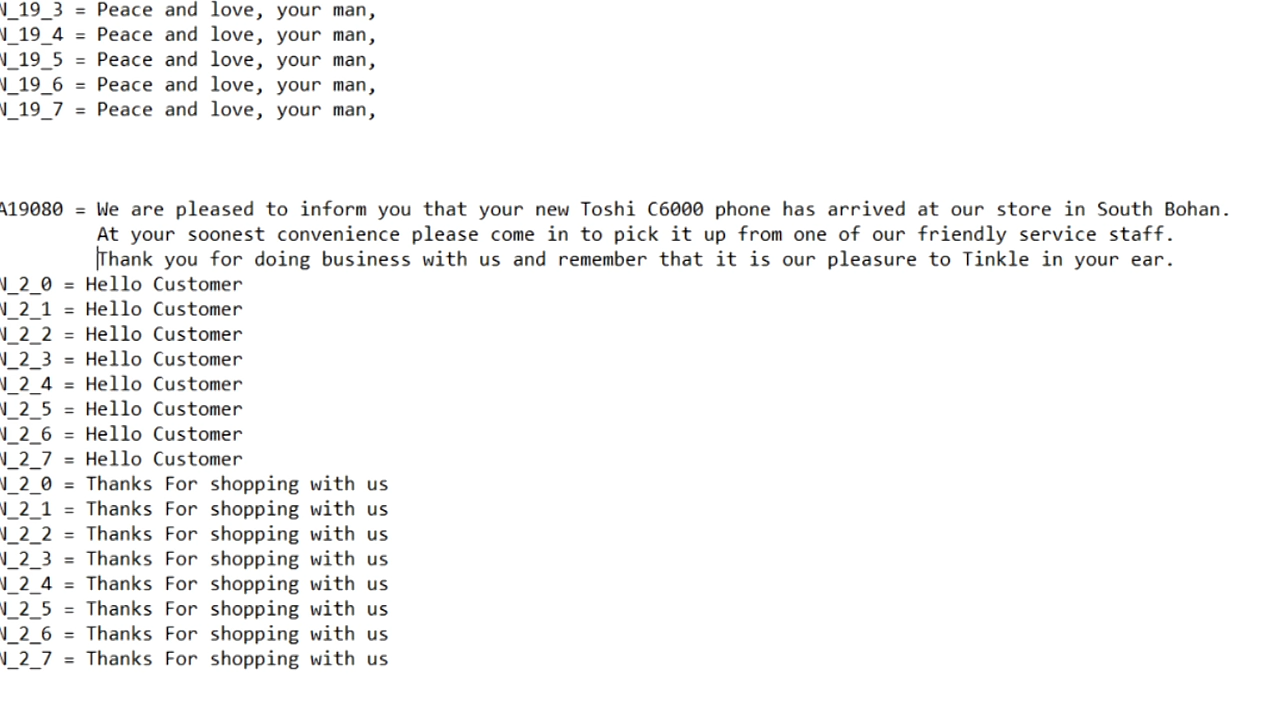 _19_3 = Peace and love, your man,
_19_4 = Peace and love, your man,
_19_5 = Peace and love, your man,
_19_6 = Peace and love, your man,
_19_7 = Peace and love, your man,
A19080 = We are pleased to inform you that your new Toshi C6000 phone has arrived at our store in South Bohan.
At your soonest convenience please come in to pick it up from one of our friendly service staff.
Thank you for doing business with us and remember that it is our pleasure to Tinkle in your ear.
_2_0 = Hello Customer
_2_1 = Hello Customer
_2_2 = Hello Customer
_2_3 = Hello Customer
_2_4 = Hello Customer
_2_5 = Hello Customer
_2_6 = Hello Customer
_2_7 = Hello Customer
_2_0 = Thanks For shopping with us
_2_1 = Thanks For shopping with us
_2_2 = Thanks For shopping with us
_2_3 = Thanks For shopping with us
_2_4 = Thanks For shopping with us
_2_5 = Thanks For shopping with us
_2_6 = Thanks For shopping with us
_2_7 = Thanks For shopping with us